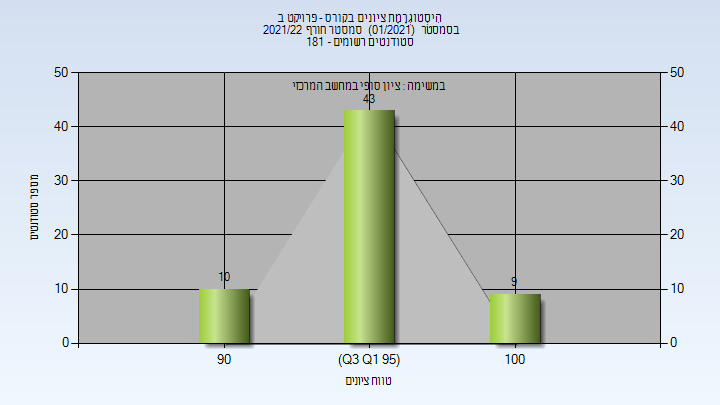 היסטוגרמת ציונים בקורס - פרויקט ב
בסמסטר (01/2021) סמסטר חורף 2021/22
סטודנטים רשומים - 181
במשימה : ציון סופי במחשב המרכזי
50
40
30
20
10
0
50
40
30
20
10
0
מספר סטודנטים
10
43
9
90
(Q3 Q1 95)
100
טווח ציונים